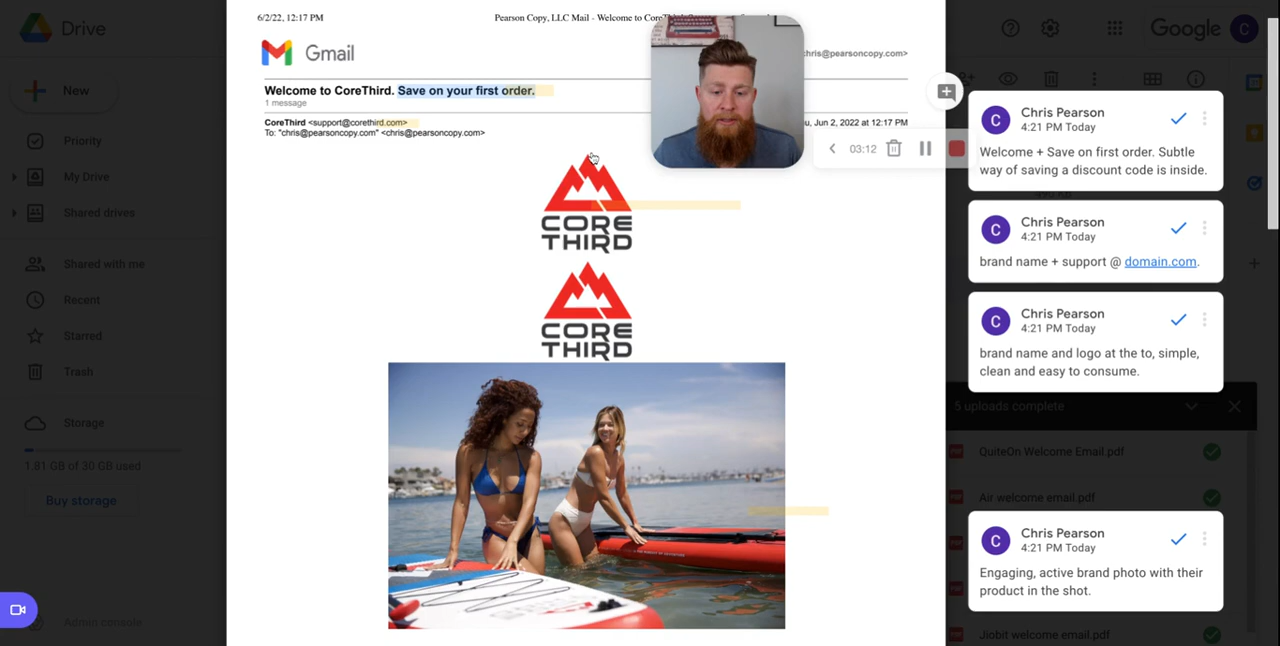 6/2/22, 12:17 PM
Pearson Copy, LLC Mail - Welcome to Core
Drive
Gmail
chris@pearsoncopy.com>
Google
C
New
Welcome to CoreThird. Save on your first order.
1 message
CoreThird <support@corethird.com>
u, Jun 2, 2022 at 12:17 PM
To: "chris@pearsoncopy.com" <chris@pearsoncopy.com>
03:12
Priority
My Drive
Shared drives
Shared with me
Recent
Starred
Trash
Storage
1.81 GB of 30 GB used
Buy storage
Admin console
CORE
THIRD
CORE
THIRD
C
Chris Pearson
4:21 PM Today
Welcome + Save on first order. Subtle
way of saving a discount code is inside.
C
Chris Pearson
4:21 PM Today
brand name + support @ domain.com.
C
Chris Pearson
4:21 PM Today
brand name and logo at the to, simple,
clean and easy to consume.
5 uploads complete
QuiteOn Welcome Email.pdf
Air welcome email.pdf
C
Chris Pearson
4:21 PM Today
Engaging, active brand photo with their
product in the shot.
Jiobit welcome email.pdf